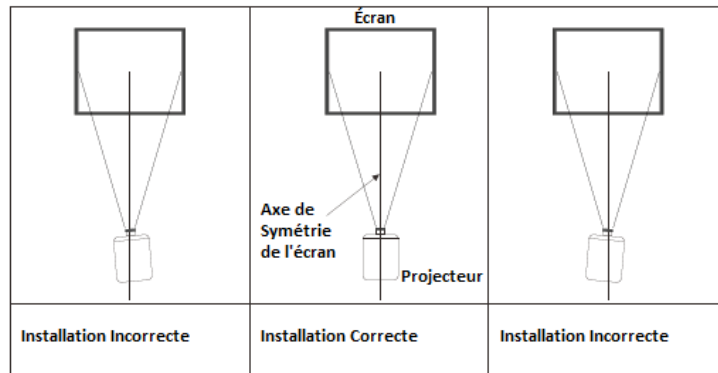 Écran
Axe de
Symétrie
de l'écran
Projecteur
Installation Incorrecte
Installation Correcte
Installation Incorrecte